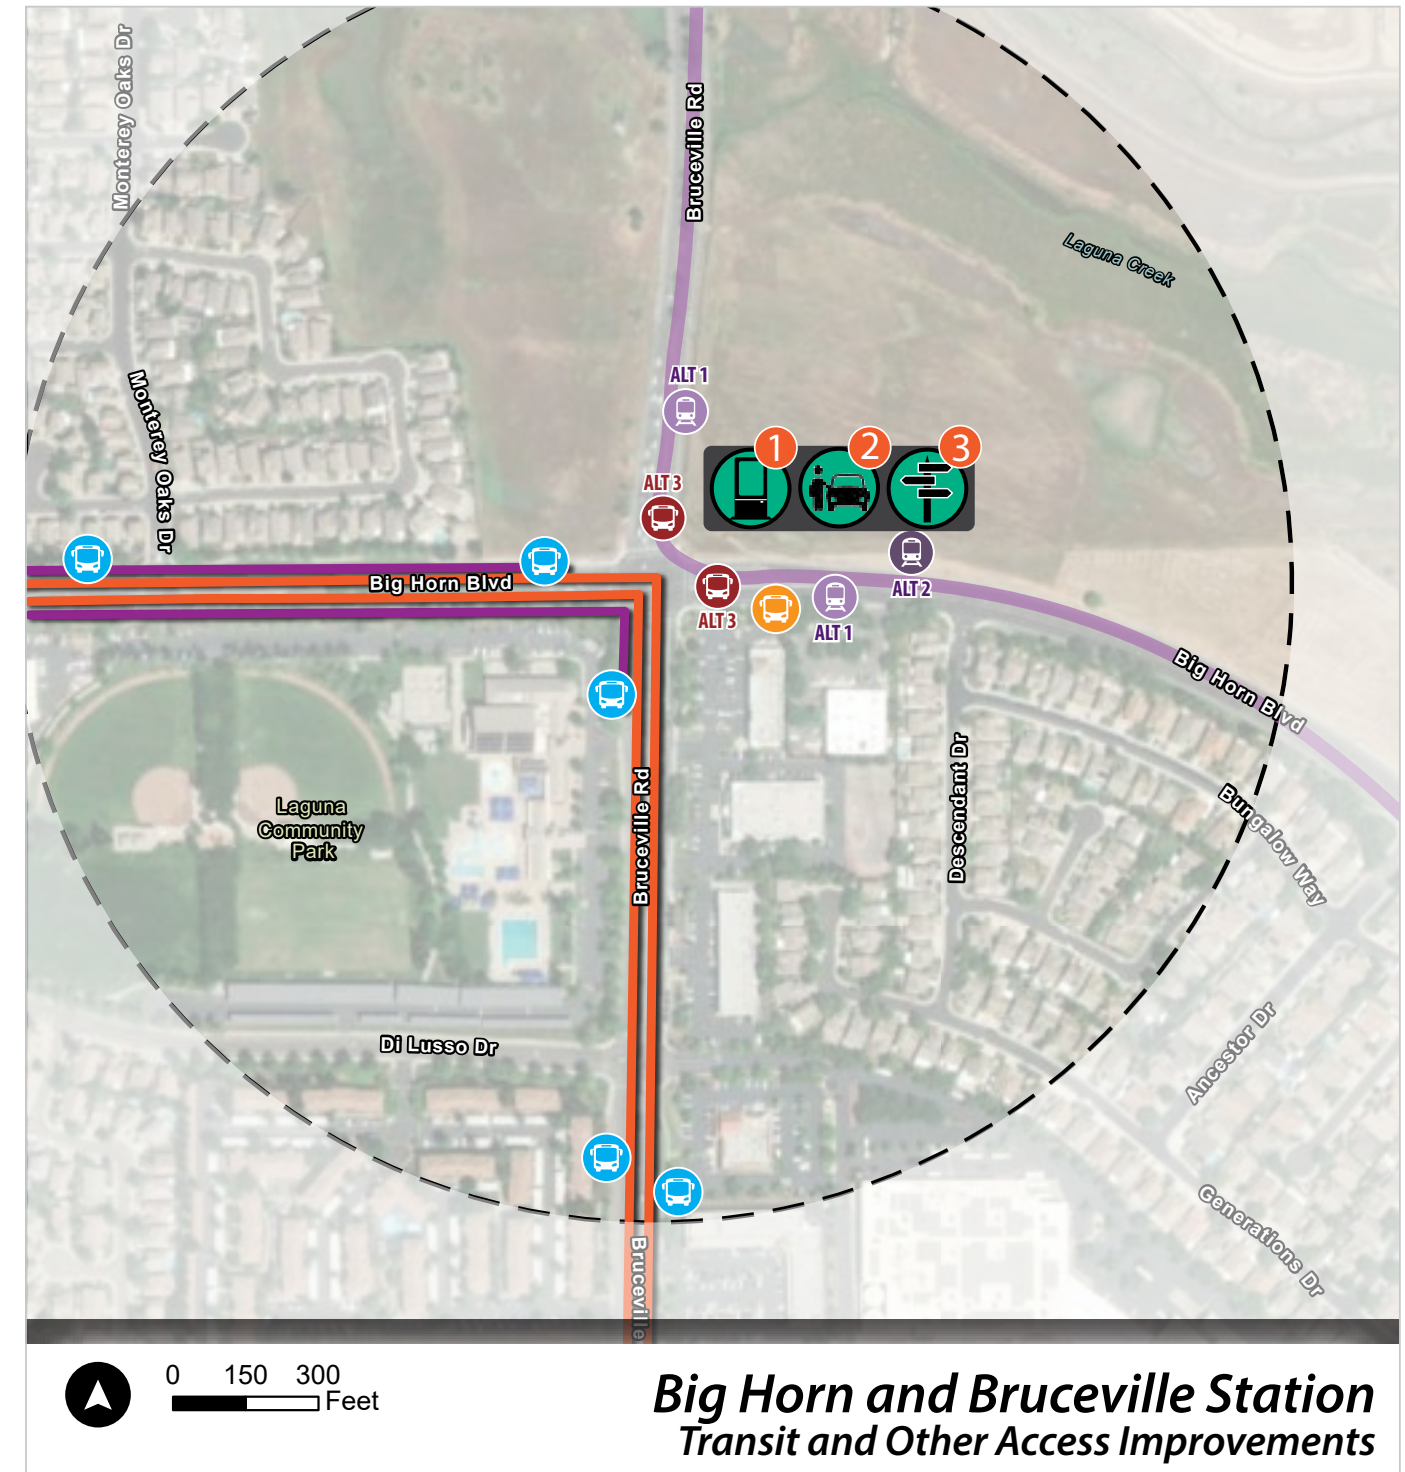 Monterey Oaks Dr
Bruceville Rd
Laguna Creek
ALT 1
Monterey Oaks Dr
1
2
3
ALT 3
Big Horn Blvd
ALT 2
ALT 3
ALT 1
Big Horn Blvd
Laguna
Community
Park
Bruceville Rd
Descendant Dr
Bungalow Way
Di Lusso Dr
Ancestor Dr
Generations Dr
Bruceville
0 150 300
Feet
Big Horn and Bruceville Station
Transit and Other Access Improvements